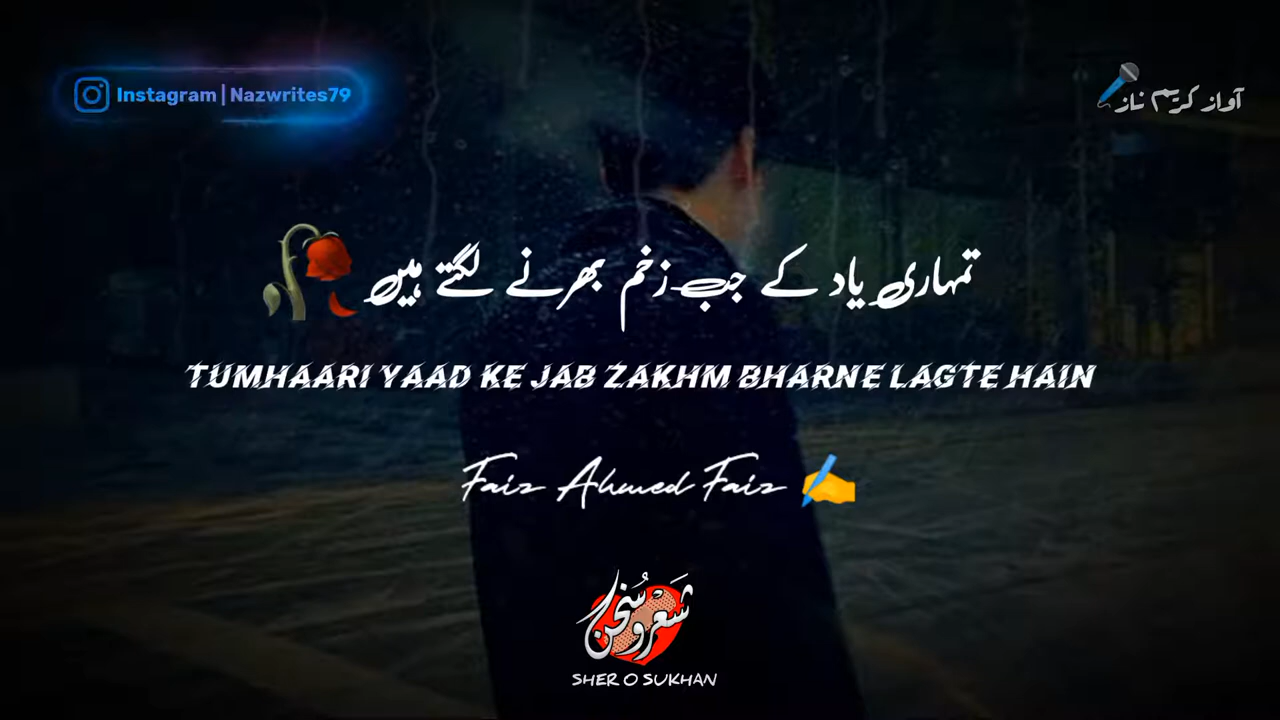 Instagram | Nazwrites79
آواز کریم ناز
تمہاری یاد کے جب زخم بھرنے لگتے ہیں
TUMHAARI YAAD KE JAB ZAKHM BHARNE LAGTE HAIN
Faiz Ahmed Faiz
شعر و سخن
SHER O SUKHAN